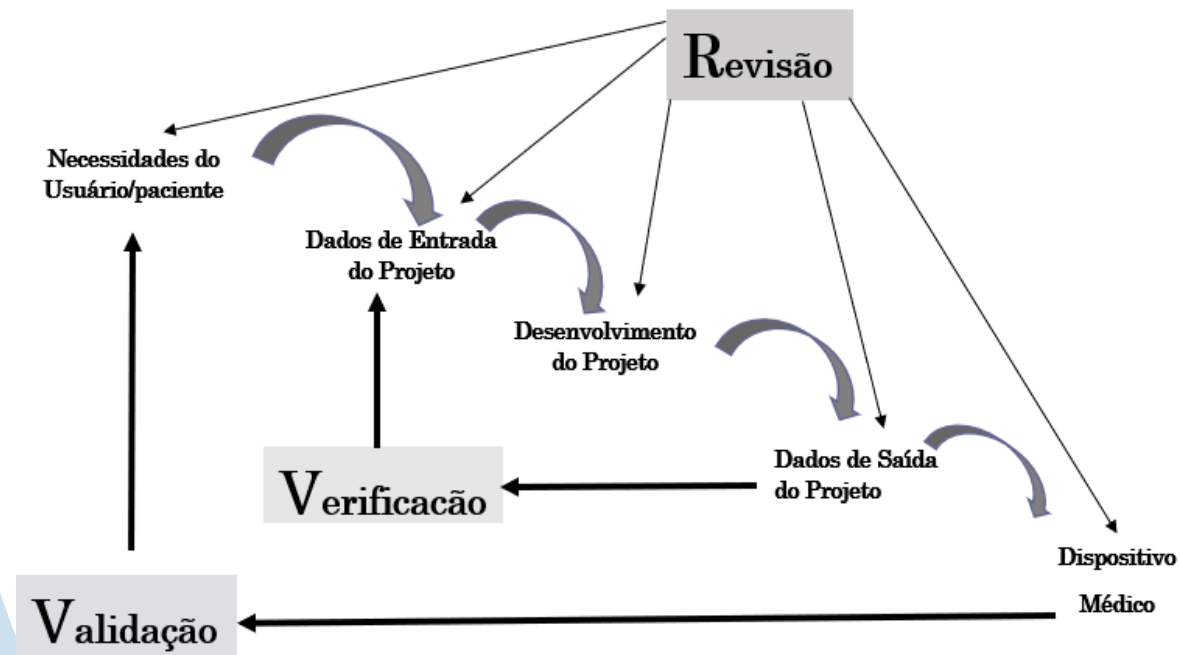 Revisão
Necessidades do
Usuário/paciente
Dados de Entrada
do Projeto
Desenvolvimento
do Projeto
Dados de Saída
do Projeto
Verificacão
Dispositivo
Médico
Validação